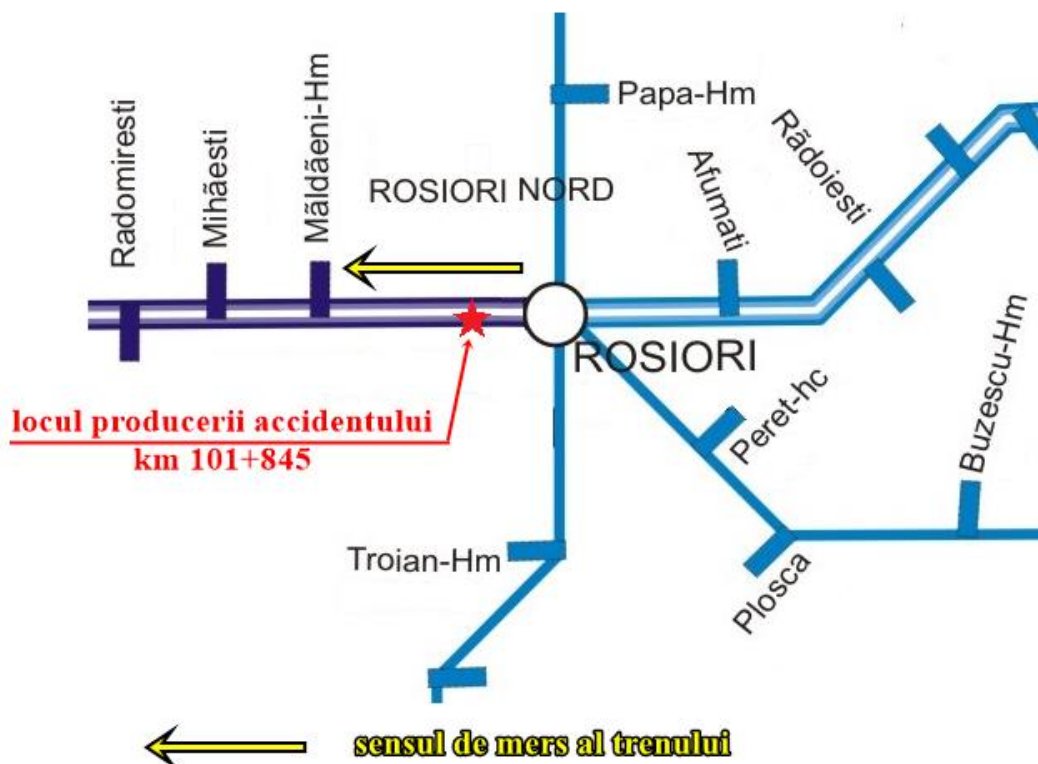 Papa-Hm
Radomiresti
Mihãesti
Mãldãeni-Hm
ROSIORI NORD
Afumati
Rãdoiesti
ROSIORI
locul producerii accidentului
km 101+845
Peret-hc
Buzescu-Hm
Troian-Hm
Plosca
sensul de mers al trenului